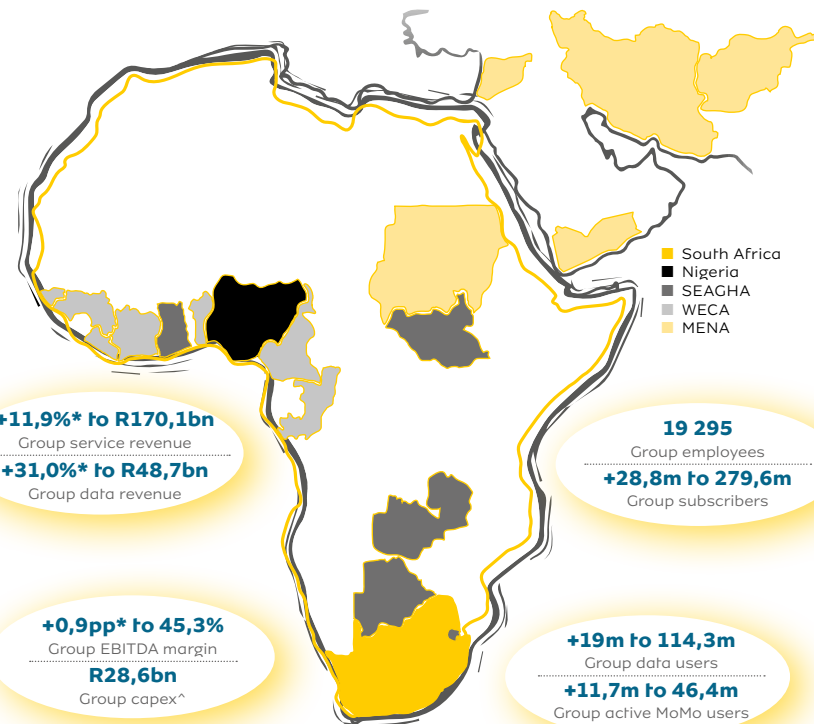 South Africa
Nigeria
SEAGHA
WECA
MENA
+11,9%* to R170,1bn
Group service revenue
+31,0%* to R48,7bn
Group data revenue
19 295
Group employees
+28,8m to 279,6m
Group subscribers
+0,9pp* to 45,3%
Group EBITDA margin
R28,6bn
Group capex^
+19m to 114,3m
Group data users
+11,7m to 46,4m
Group active MoMo users